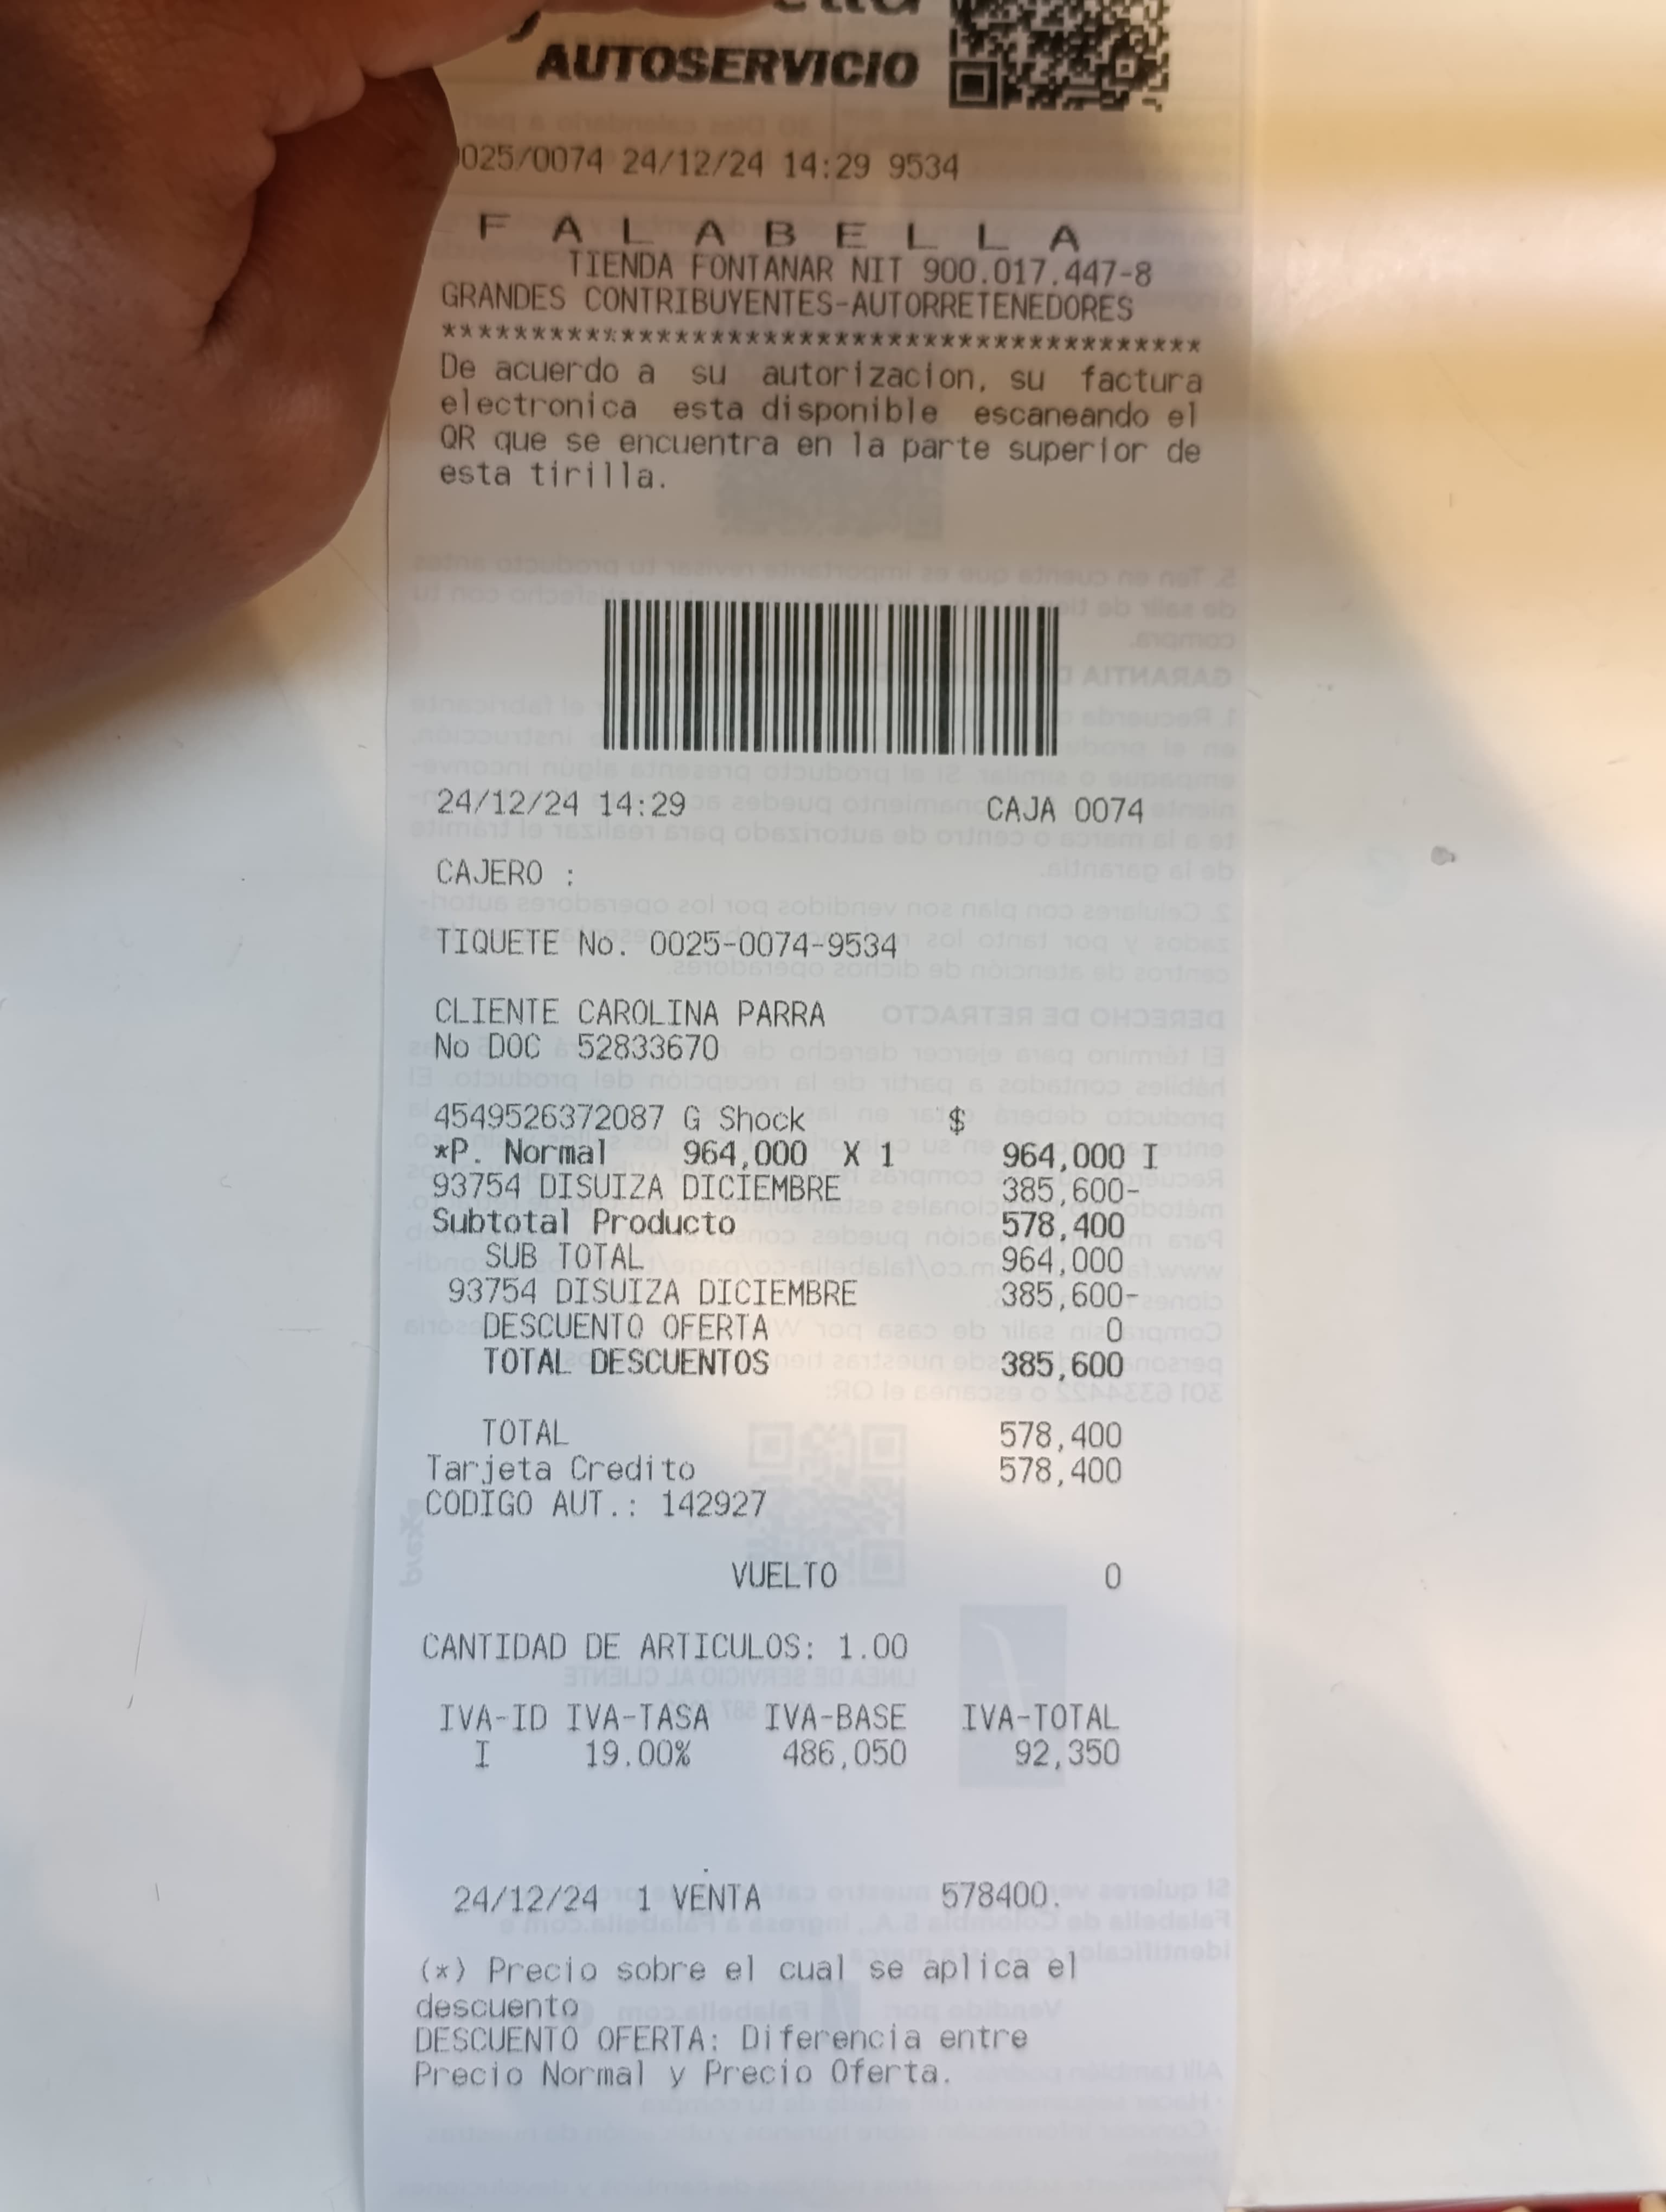 AUTOSERVICIO
025/0074 24/12/24 14:29 9534
F A L A B E L L A
TIENDA FONTANAR NIT 900.017.447-8
GRANDES CONTRIBUYENTES-AUTORRETENEDORES
*******************************************
De acuerdo a su autorizacion, su factura
electronica esta disponible escaneando el
QR que se encuentra en la parte superior de
esta tirilla.
24/12/24 14:29 CAJA 0074
CAJERO :
TIQUETE No. 0025-0074-9534
CLIENTE CAROLINA PARRA
No DOC 52833670
4549526372087 G Shock $
*P. Normal 964,000 X 1 964,000 I
93754 DISUIZA DICIEMBRE 385,600-
Subtotal Producto 578,400
SUB TOTAL 964,000
93754 DISUIZA DICIEMBRE 385,600-
DESCUENTO OFERTA 0
TOTAL DESCUENTOS 385,600
TOTAL 578,400
Tarjeta Credito 578,400
CODIGO AUT.: 142927
VUELTO 0
CANTIDAD DE ARTICULOS: 1.00
IVA-ID IVA-TASA IVA-BASE IVA-TOTAL
I 19.00% 486,050 92,350
24/12/24 1 VENTA 578400.
(*) Precio sobre el cual se aplica el
descuento
DESCUENTO OFERTA: Diferencia entre
Precio Normal y Precio Oferta.